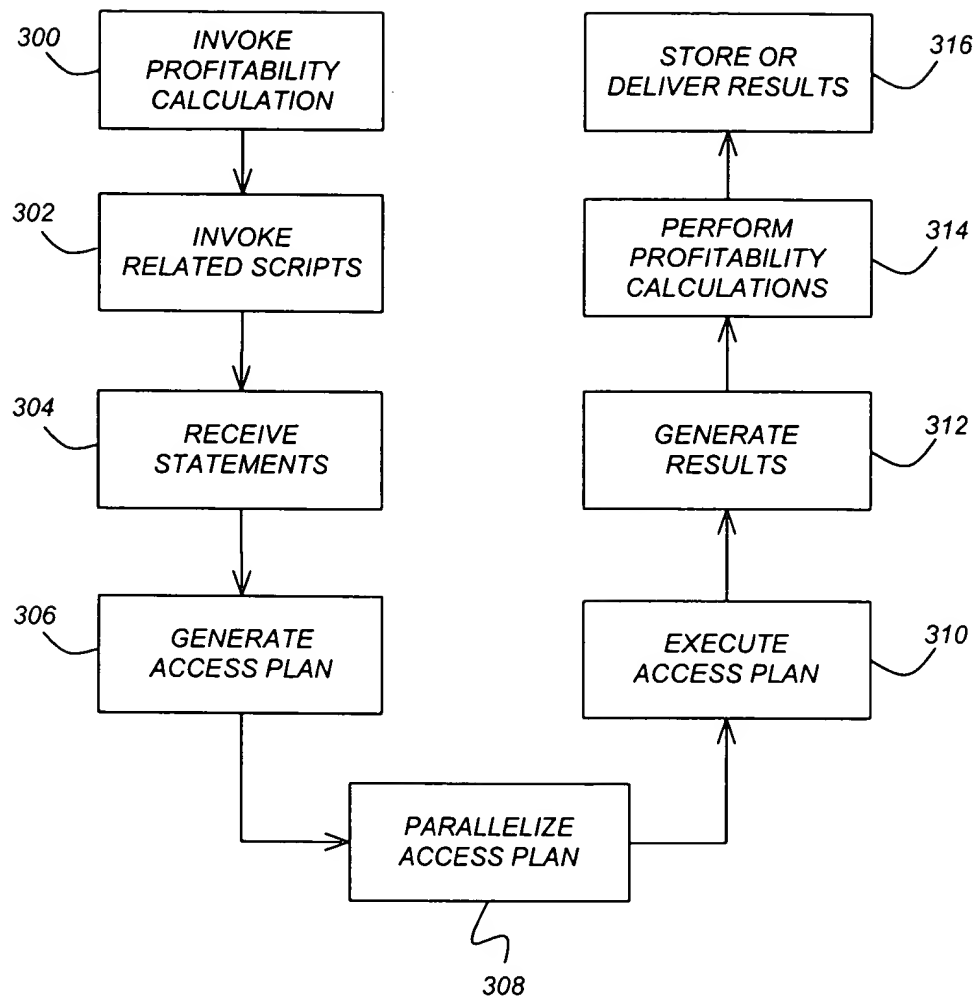 300
INVOKE
PROFITABILITY
CALCULATION
302
INVOKE
RELATED SCRIPTS
304
RECEIVE
STATEMENTS
306
GENERATE
ACCESS PLAN
PARALLELIZE
ACCESS PLAN
308
EXECUTE
ACCESS PLAN
310
GENERATE
RESULTS
312
PERFORM
PROFITABILITY
CALCULATIONS
314
STORE OR
DELIVER RESULTS
316